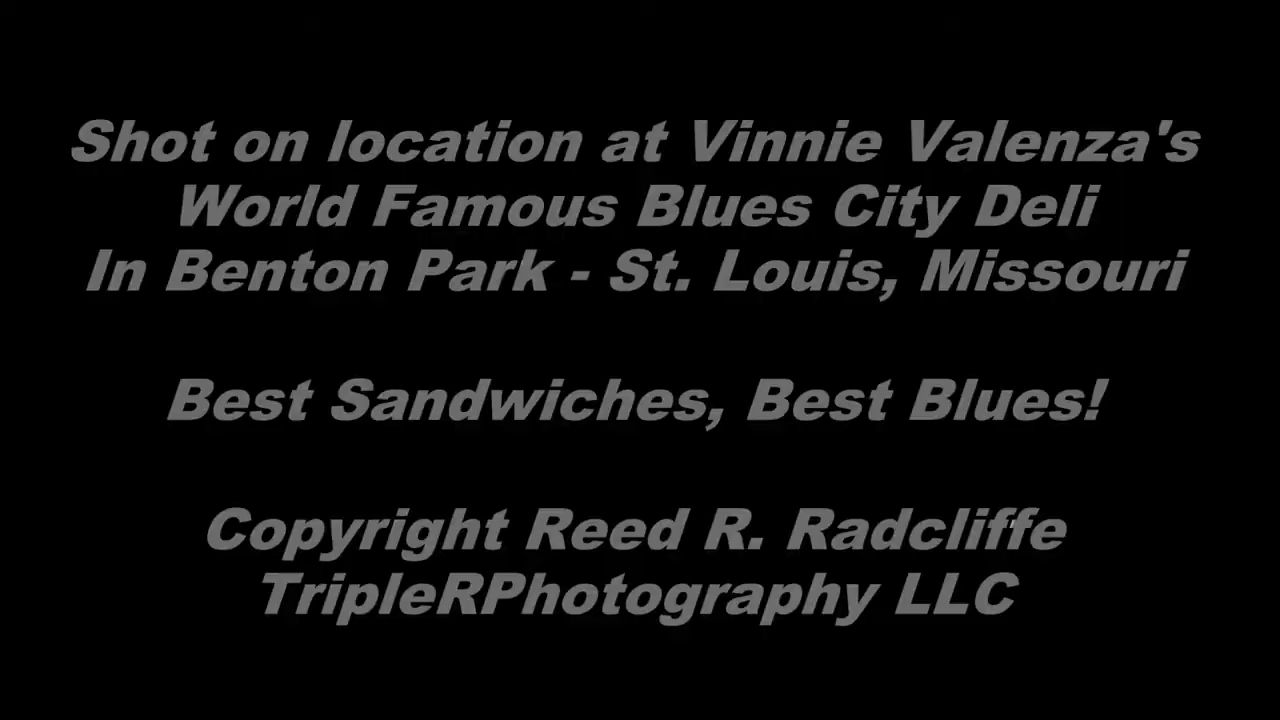 Shot on location at Vinnie Valenza's
World Famous Blues City Deli
In Benton Park - St. Louis, Missouri
Best Sandwiches, Best Blues!
Copyright Reed R. Radcliffe
TripleRPhotography LLC